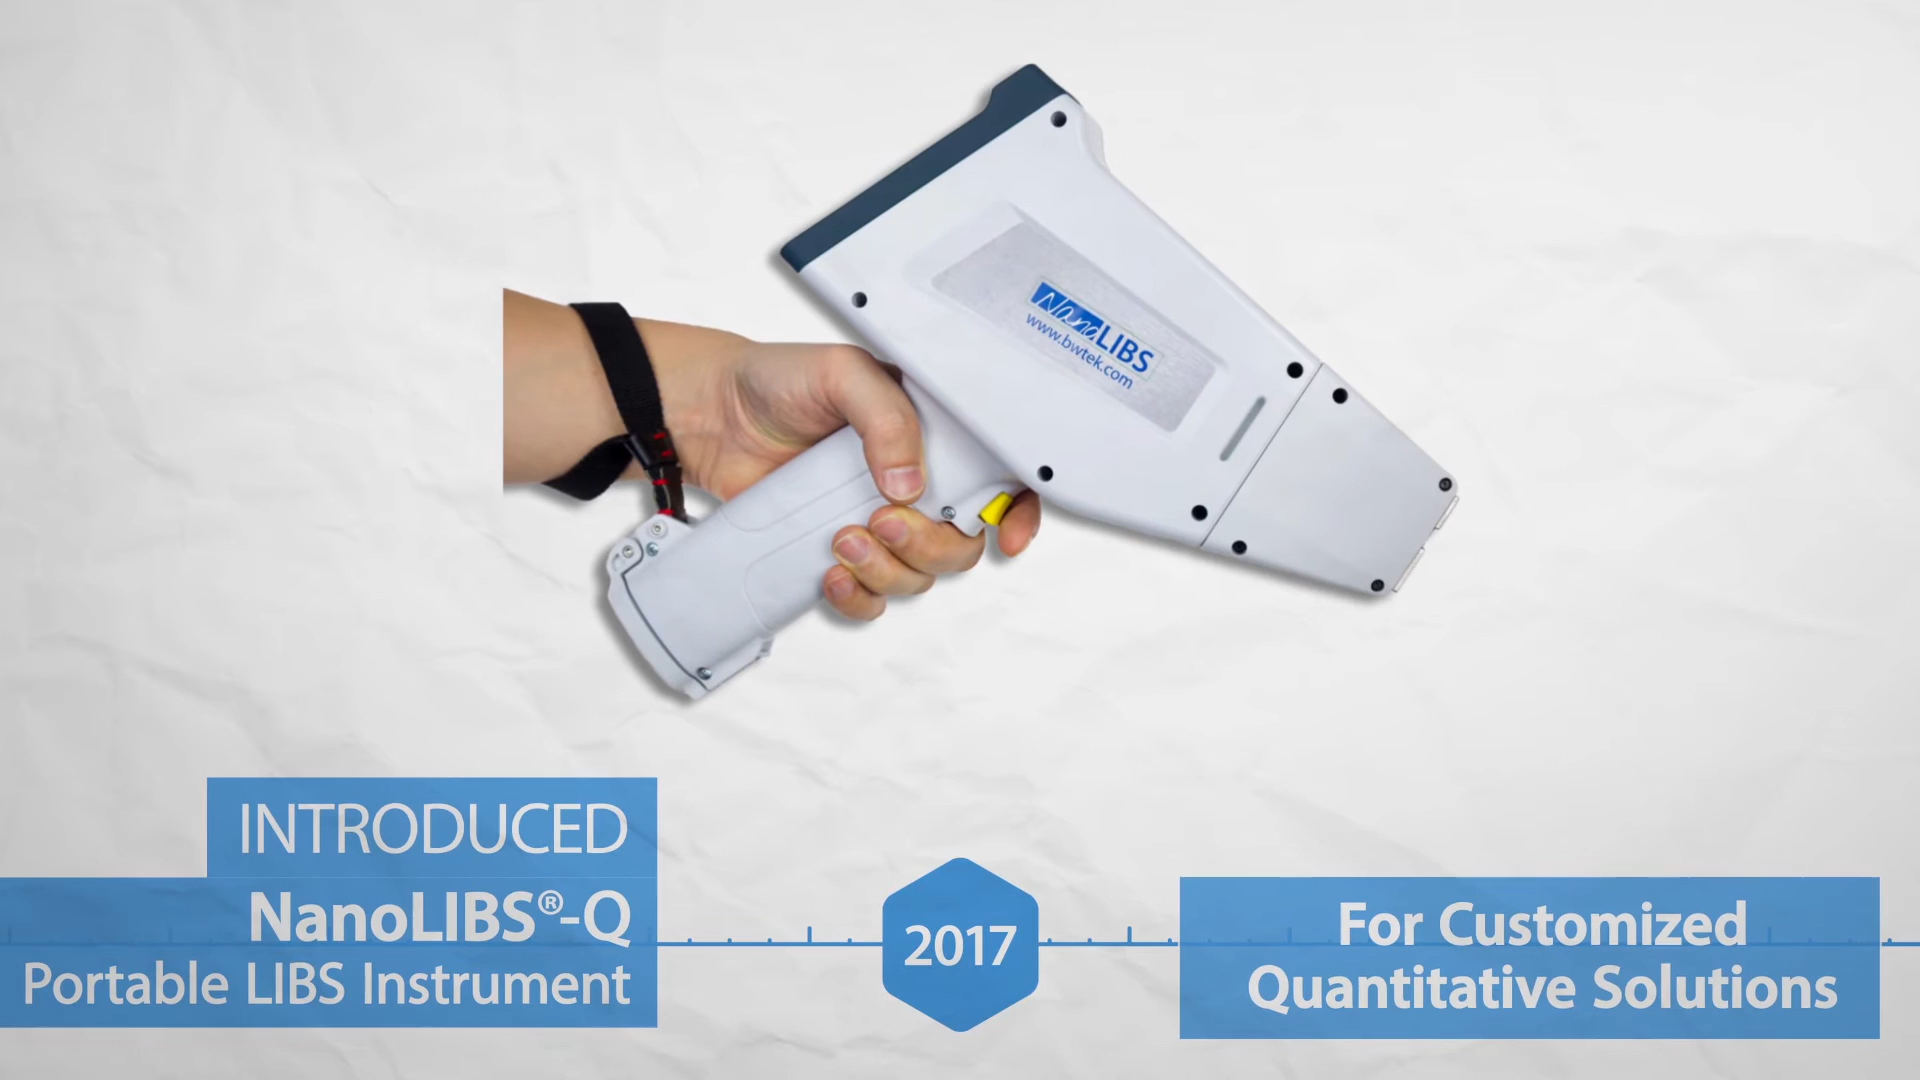 NanoLIBS
www.bwtek.com
INTRODUCED
NanoLIBS®-Q
Portable LIBS Instrument
2017
For Customized
Quantitative Solutions